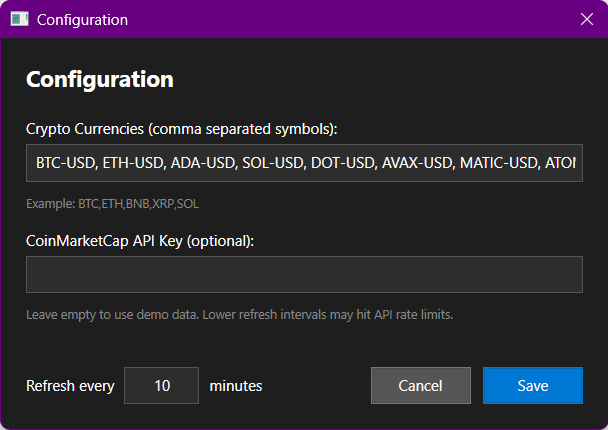 Configuration
Configuration
Crypto Currencies (comma separated symbols):
BTC-USD, ETH-USD, ADA-USD, SOL-USD, DOT-USD, AVAX-USD, MATIC-USD, ATOM
Example: BTC,ETH,BNB,XRP,SOL
CoinMarketCap API Key (optional):
Leave empty to use demo data. Lower refresh intervals may hit API rate limits.
Refresh every 10 minutes Cancel Save